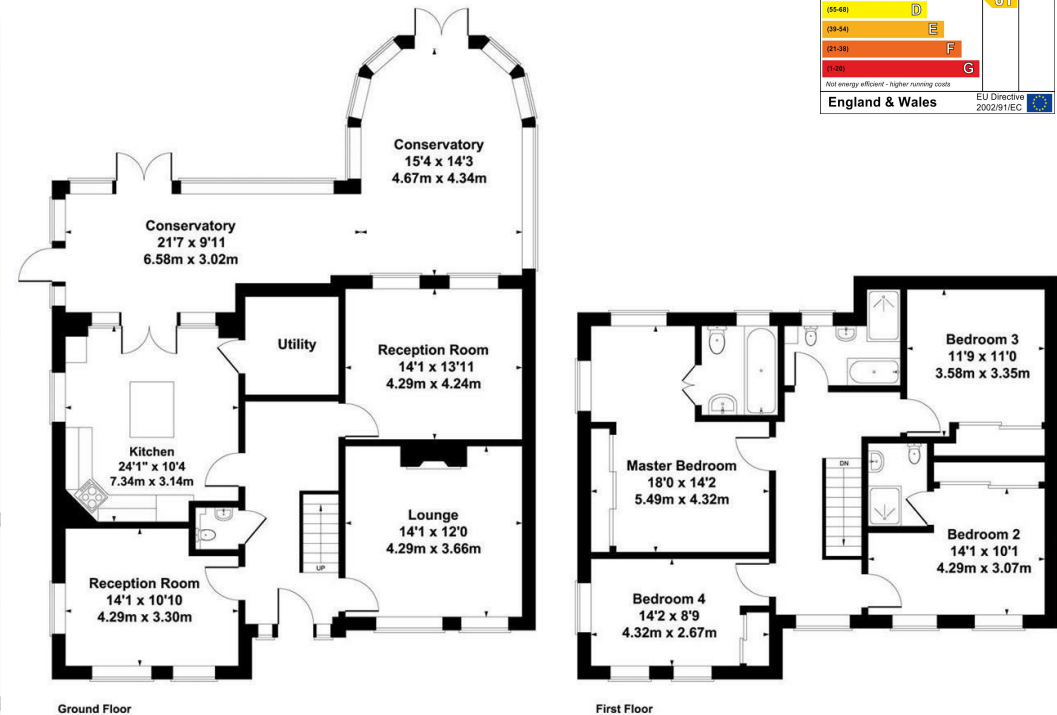 (55-68)
D
(39-54)
E
(21-38)
F
(1-20)
G
Not energy efficient - higher running costs
England & Wales
EU Directive
2002/91/EC
Conservatory
15'4 x 14'3
4.67m x 4.34m
Conservatory
21'7 x 9'11
6.58m x 3.02m
Utility
Reception Room
14'1 x 13'11
4.29m x 4.24m
Kitchen
24'1" x 10'4
7.34m x 3.14m
Lounge
14'1 x 12'0
4.29m x 3.66m
UP
Reception Room
14'1 x 10'10
4.29m x 3.30m
Ground Floor
Bedroom 3
11'9 x 11'0
3.58m x 3.35m
Master Bedroom
18'0 x 14'2
5.49m x 4.32m
DN
Bedroom 2
14'1 x 10'1
4.29m x 3.07m
Bedroom 4
14'2 x 8'9
4.32m x 2.67m
First Floor